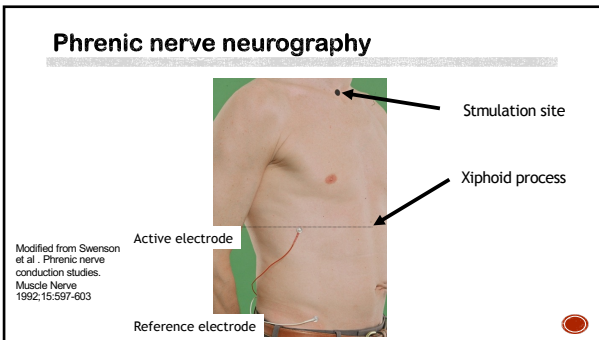 Phrenic nerve neurography
Stmulation site
Xiphoid process
Active electrode
Modified from Swenson
et al . Phrenic nerve
conduction studies.
Muscle Nerve
1992;15:597-603
Reference electrode